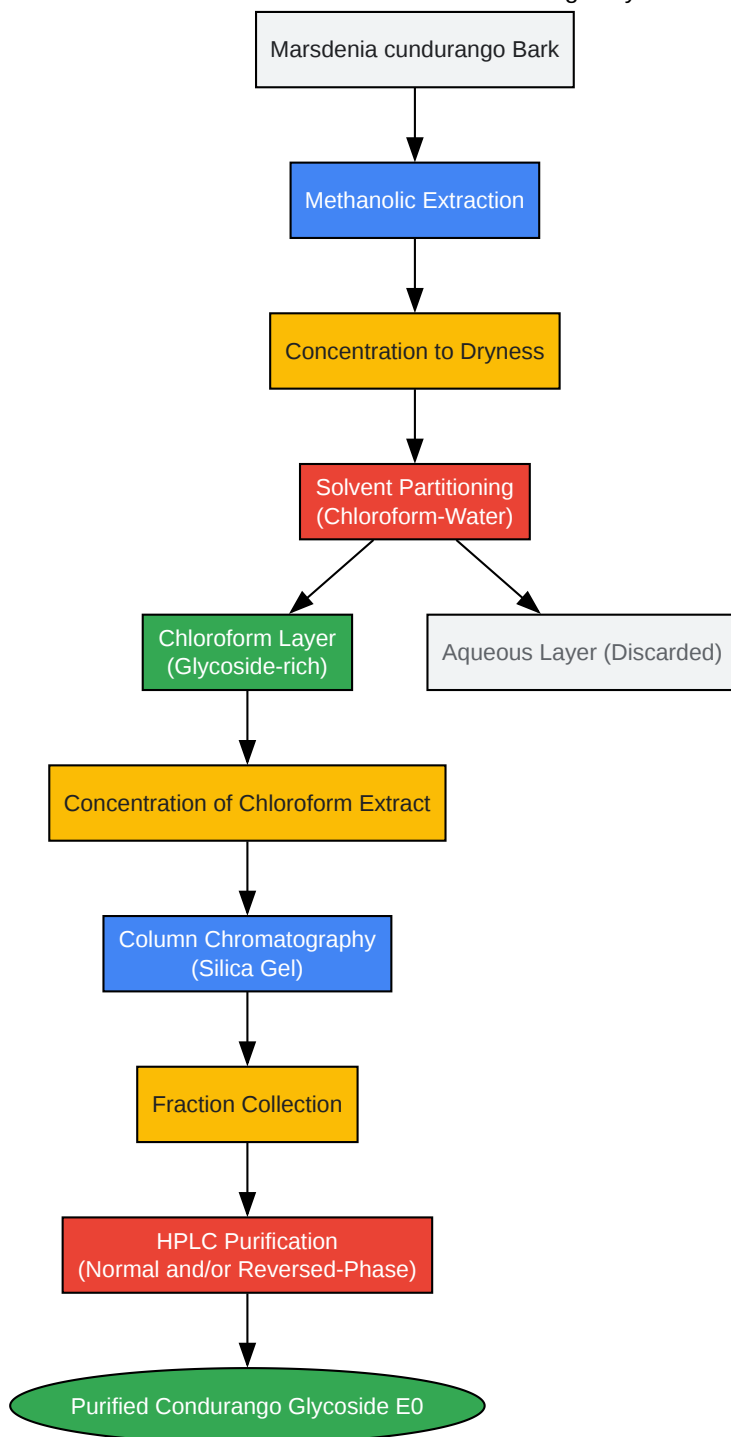 Marsdenia cundurango Bark
Methanolic Extraction
Concentration to Dryness
Solvent Partitioning
(Chloroform-Water)
Chloroform Layer
(Glycoside-rich)
Aqueous Layer (Discarded)
Concentration of Chloroform Extract
Column Chromatography
(Silica Gel)
Fraction Collection
HPLC Purification
(Normal and/or Reversed-Phase)
Purified Condurango Glycoside E0